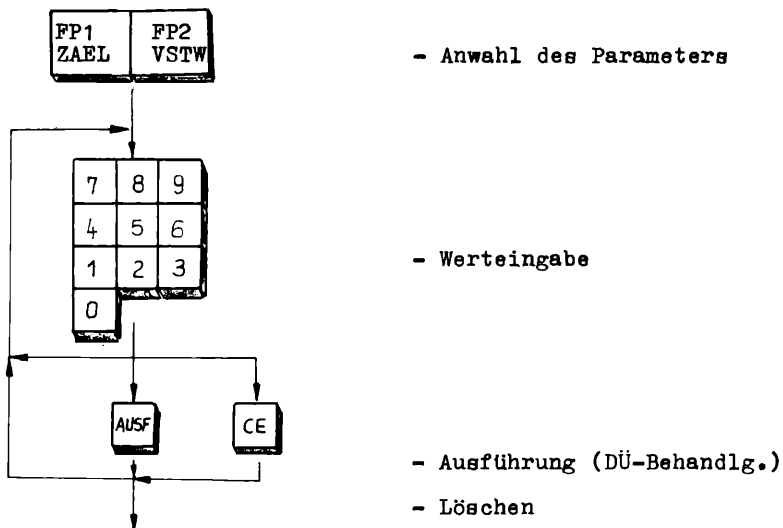 FP1 FP2
ZAEL VSTW
- Anwahl des Parameters
7 8 9
4 5 6
1 2 3
0
- Werteingabe
AUSF CE
- Ausführung (DÜ-Behandlg.)
- Löschen